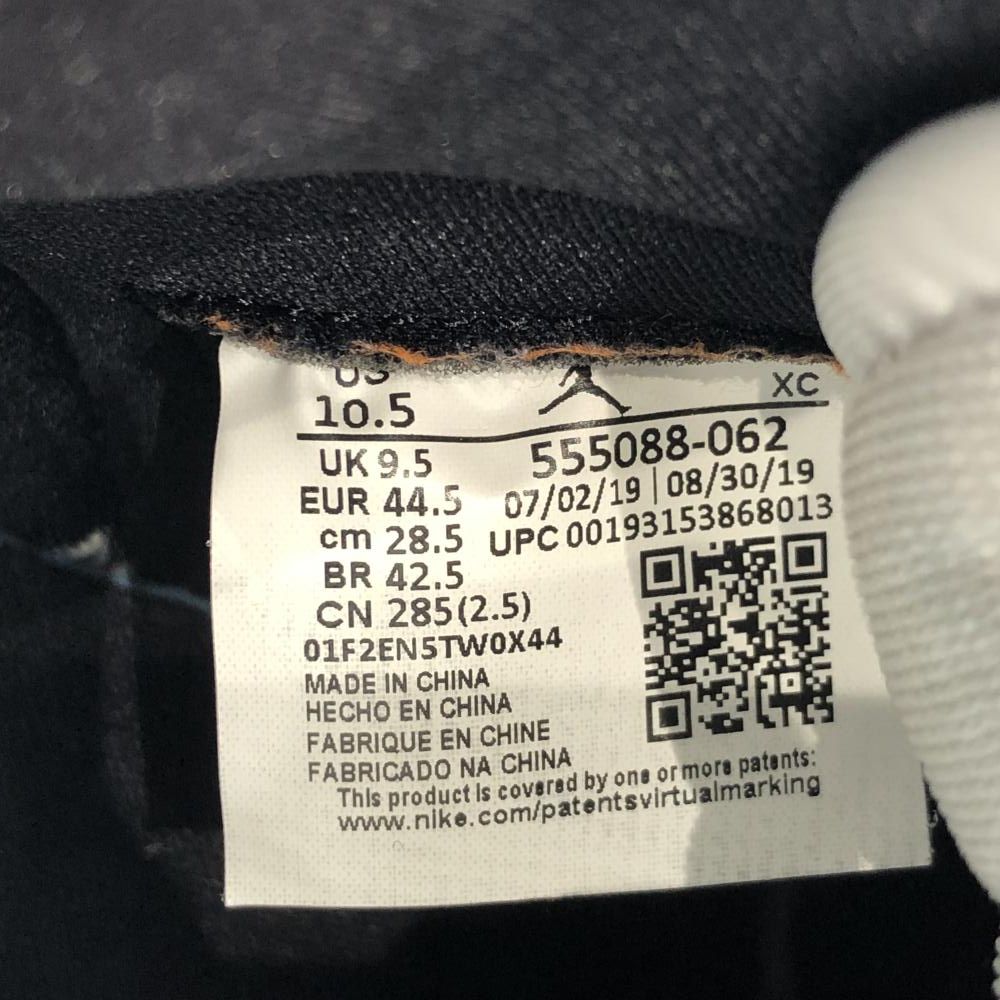 US
10.5
XC
UK 9.5
EUR 44.5
cm 28.5
BR 42.5
CN 285(2.5)
555088-062
07/02/19 | 08/30/19
UPC 00193153868013
01F2EN5TW0X44
MADE IN CHINA
HECHO EN CHINA
FABRIQUE EN CHINE
FABRICADO NA CHINA
This product is covered by one or more patents:
www.nike.com/patentsvirtualmarking